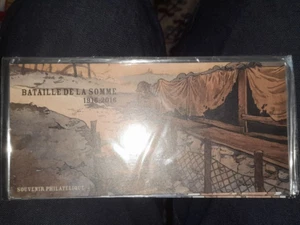 BATAILLE DE LA SOMME
1916-2016
SOUVENIR PHILATÉLIQUE